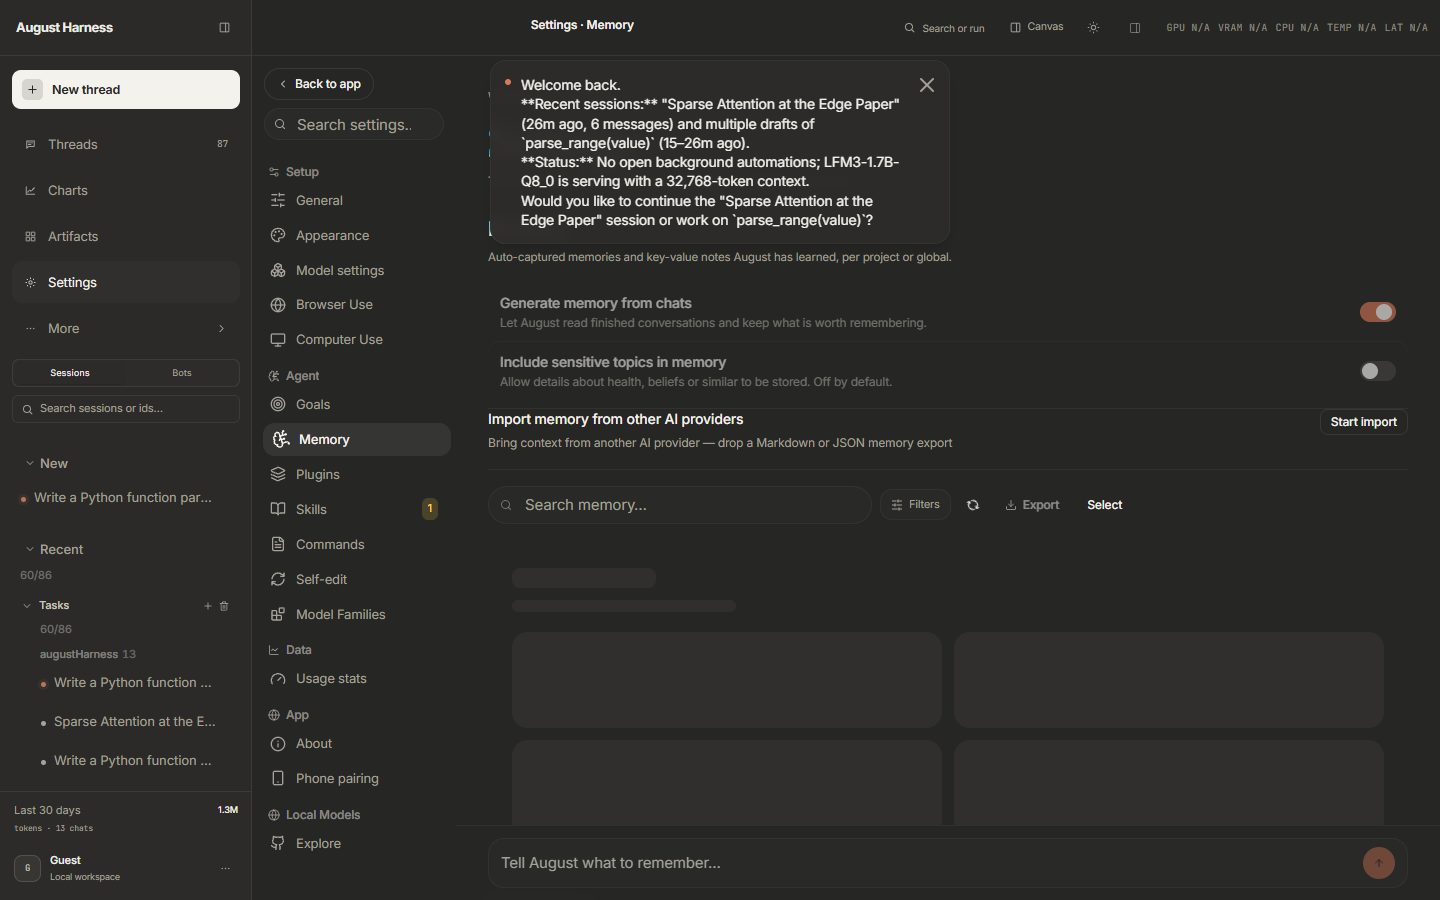 August Harness
New thread
Threads
87
Charts
Artifacts
Settings
More
Sessions
Bots
Search sessions or ids...
New
Write a Python function par...
Recent
60/86
Tasks
60/86
augustHarness 13
Write a Python function ...
Sparse Attention at the E...
Write a Python function ...
Last 30 days
1.3M
tokens · 13 chats
G
Guest
Local workspace
Settings · Memory
Search or run
Canvas
GPU N/A VRAM N/A CPU N/A TEMP N/A LAT N/A
Back to app
Search settings..
Setup
General
Appearance
Model settings
Browser Use
Computer Use
Agent
Goals
Memory
Plugins
Skills
1
Commands
Self-edit
Model Families
Data
Usage stats
App
About
Phone pairing
Local Models
Explore
Welcome back.
**Recent sessions:** "Sparse Attention at the Edge Paper"
(26m ago, 6 messages) and multiple drafts of
`parse_range(value)` (15–26m ago).
**Status:** No open background automations; LFM3-1.7B-
Q8_0 is serving with a 32,768-token context.
Would you like to continue the "Sparse Attention at the
Edge Paper" session or work on `parse_range(value)`?
Auto-captured memories and key-value notes August has learned, per project or global.
Generate memory from chats
Let August read finished conversations and keep what is worth remembering.
Include sensitive topics in memory
Allow details about health, beliefs or similar to be stored. Off by default.
Import memory from other AI providers
Bring context from another AI provider — drop a Markdown or JSON memory export
Start import
Search memory...
Filters
Export
Select
Tell August what to remember...